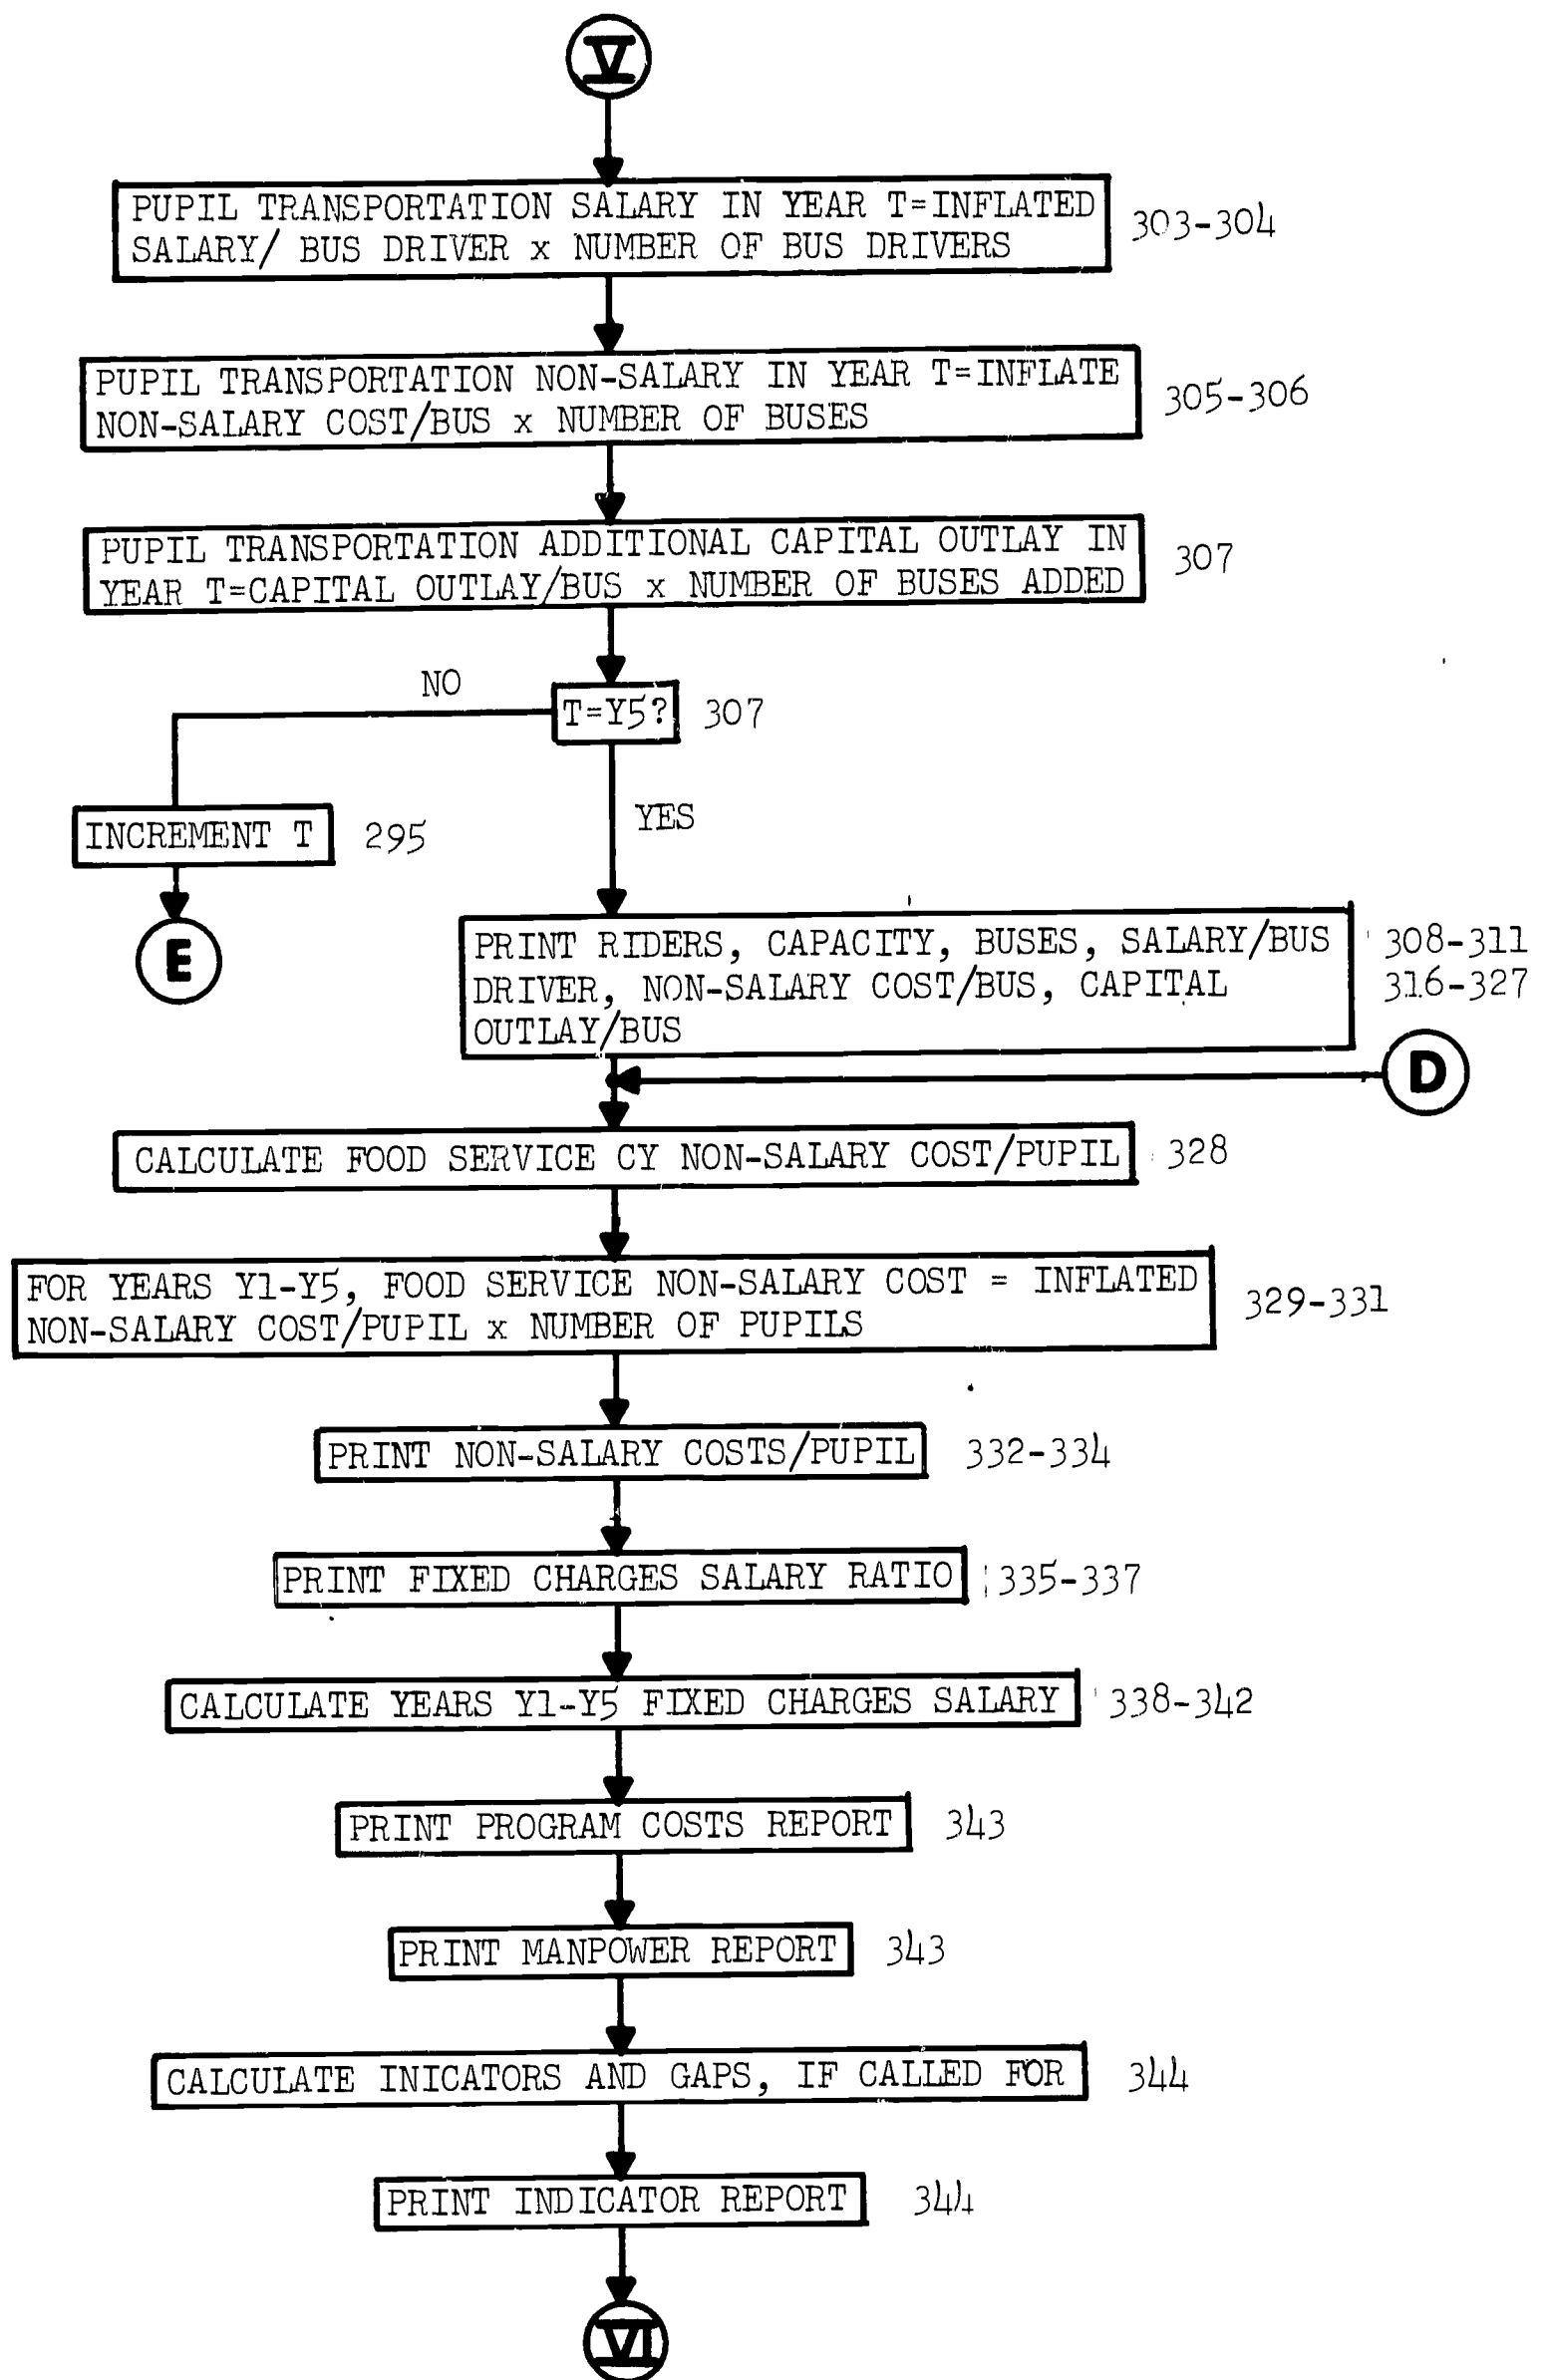 V
PUPIL TRANSPORTATION SALARY IN YEAR T=INFLATED
SALARY/ BUS DRIVER x NUMBER OF BUS DRIVERS
303-304
PUPIL TRANSPORTATION NON-SALARY IN YEAR T=INFLATE
NON-SALARY COST/BUS x NUMBER OF BUSES
305-306
PUPIL TRANSPORTATION ADDITIONAL CAPITAL OUTLAY IN
YEAR T=CAPITAL OUTLAY/BUS x NUMBER OF BUSES ADDED
307
NO
T=Y5?
307
INCREMENT T
295
YES
E
PRINT RIDERS, CAPACITY, BUSES, SALARY/BUS
DRIVER, NON-SALARY COST/BUS, CAPITAL
OUTLAY/BUS
308-311
316-327
D
CALCULATE FOOD SERVICE CY NON-SALARY COST/PUPIL
328
FOR YEARS Y1-Y5, FOOD SERVICE NON-SALARY COST = INFLATED
NON-SALARY COST/PUPIL x NUMBER OF PUPILS
329-331
PRINT NON-SALARY COSTS/PUPIL
332-334
PRINT FIXED CHARGES SALARY RATIO
335-337
CALCULATE YEARS Y1-Y5 FIXED CHARGES SALARY
338-342
PRINT PROGRAM COSTS REPORT
343
PRINT MANPOWER REPORT
343
CALCULATE INICATORS AND GAPS, IF CALLED FOR
344
PRINT INDICATOR REPORT
344
VI